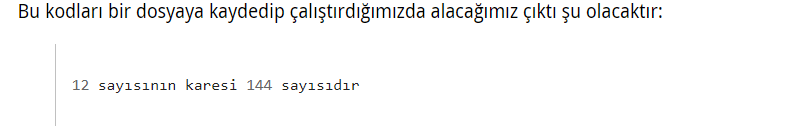 Bu kodları bir dosyaya kaydedip çalıştırdığımızda alacağımız çıktı şu olacaktır:
12 sayısının karesi 144 sayısıdır